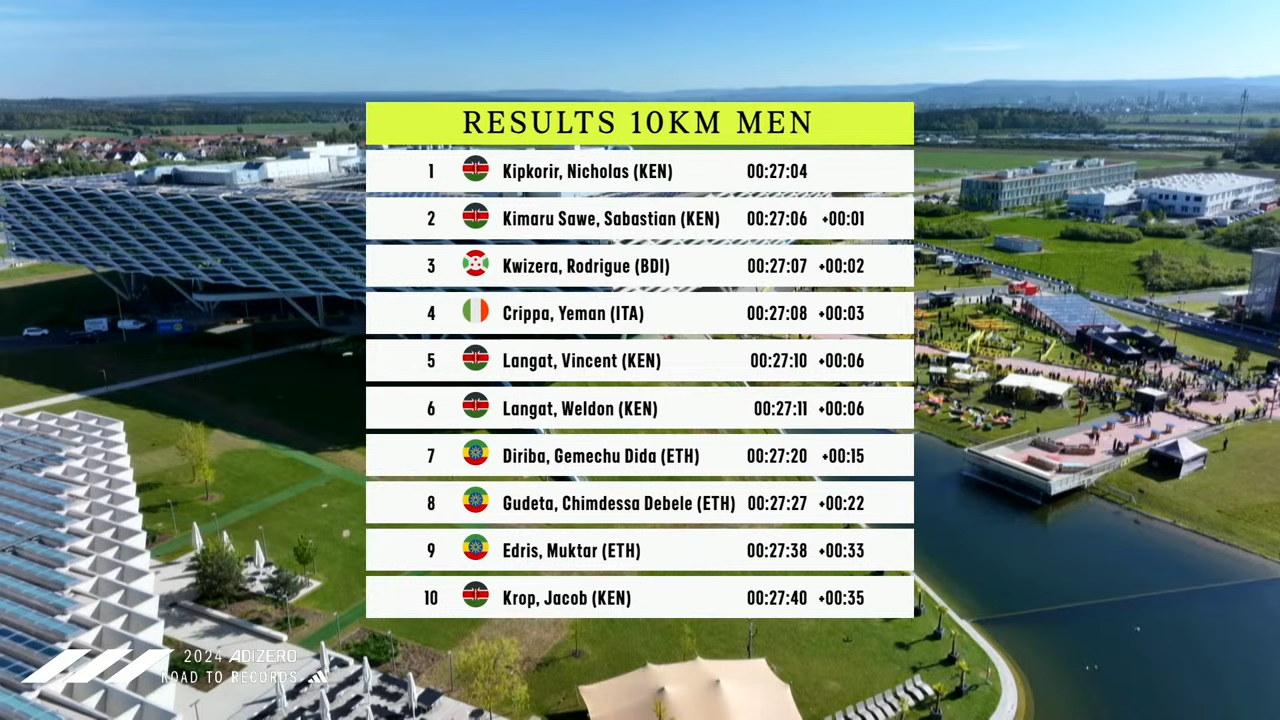 RESULTS 10KM MEN
1 Kipkorir, Nicholas (KEN) 00:27:04
2 Kimaru Sawe, Sabastian (KEN) 00:27:06 +00:01
3 Kwizera, Rodrigue (BDI) 00:27:07 +00:02
4 Crippa, Yeman (ITA) 00:27:08 +00:03
5 Langat, Vincent (KEN) 00:27:10 +00:06
6 Langat, Weldon (KEN) 00:27:11 +00:06
7 Diriba, Gemechu Dida (ETH) 00:27:20 +00:15
8 Gudeta, Chimdessa Debele (ETH) 00:27:27 +00:22
9 Edris, Muktar (ETH) 00:27:38 +00:33
10 Krop, Jacob (KEN) 00:27:40 +00:35
2024 ADIZERO
ROAD TO RECORDS